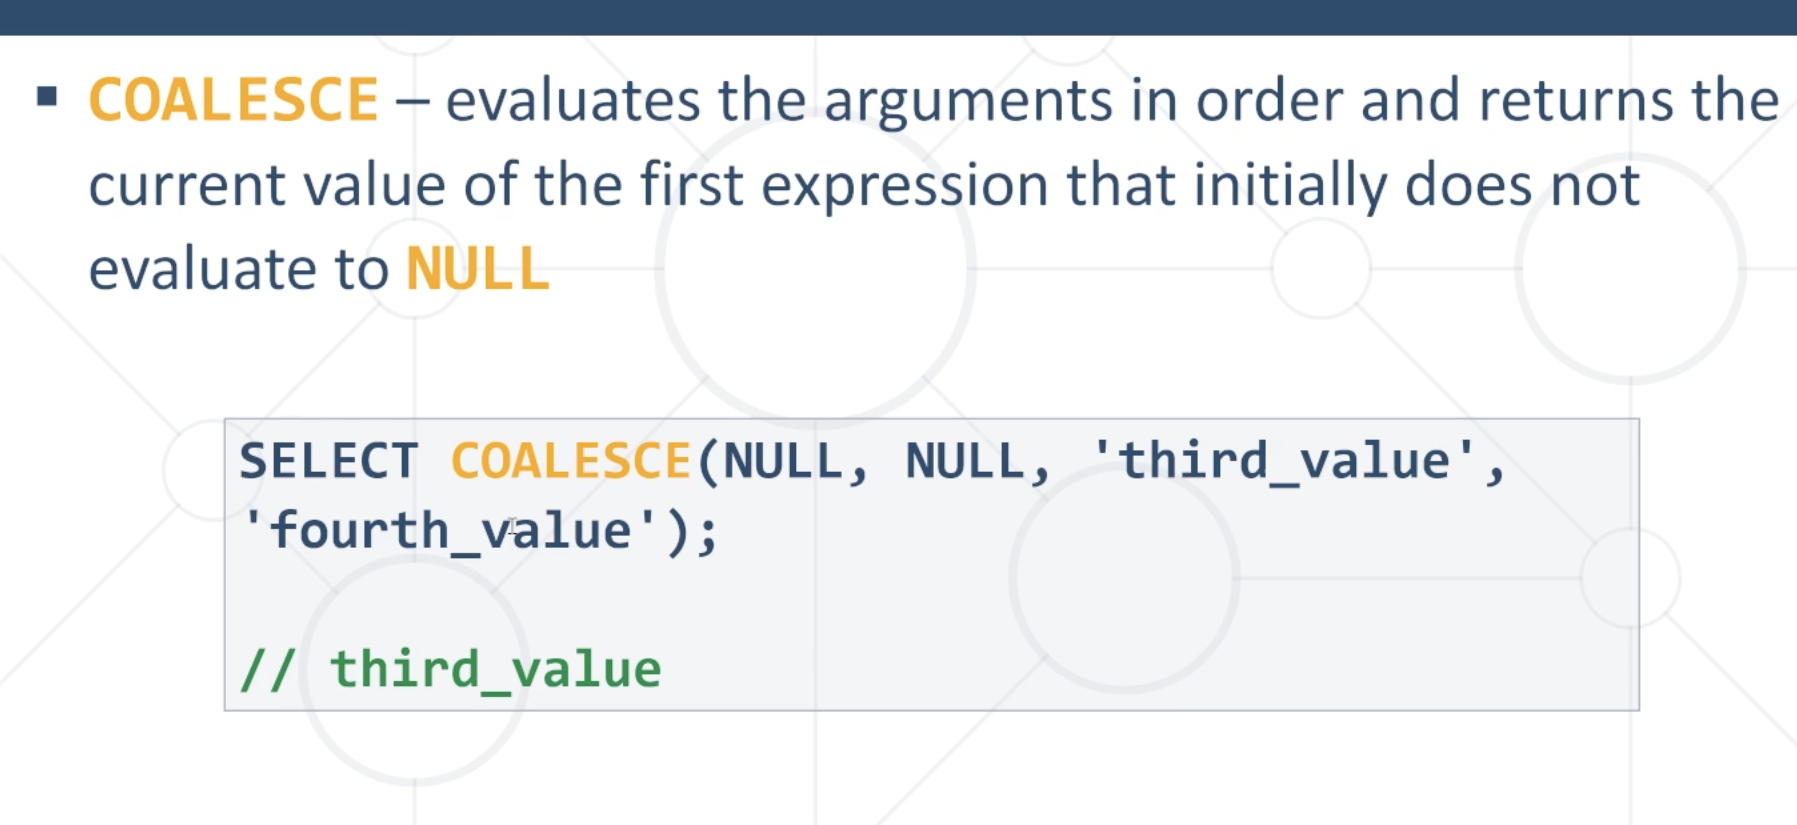 ▪ COALESCE – evaluates the arguments in order and returns the
current value of the first expression that initially does not
evaluate to NULL
SELECT COALESCE(NULL, NULL, 'third_value',
'fourth_value');
// third_value